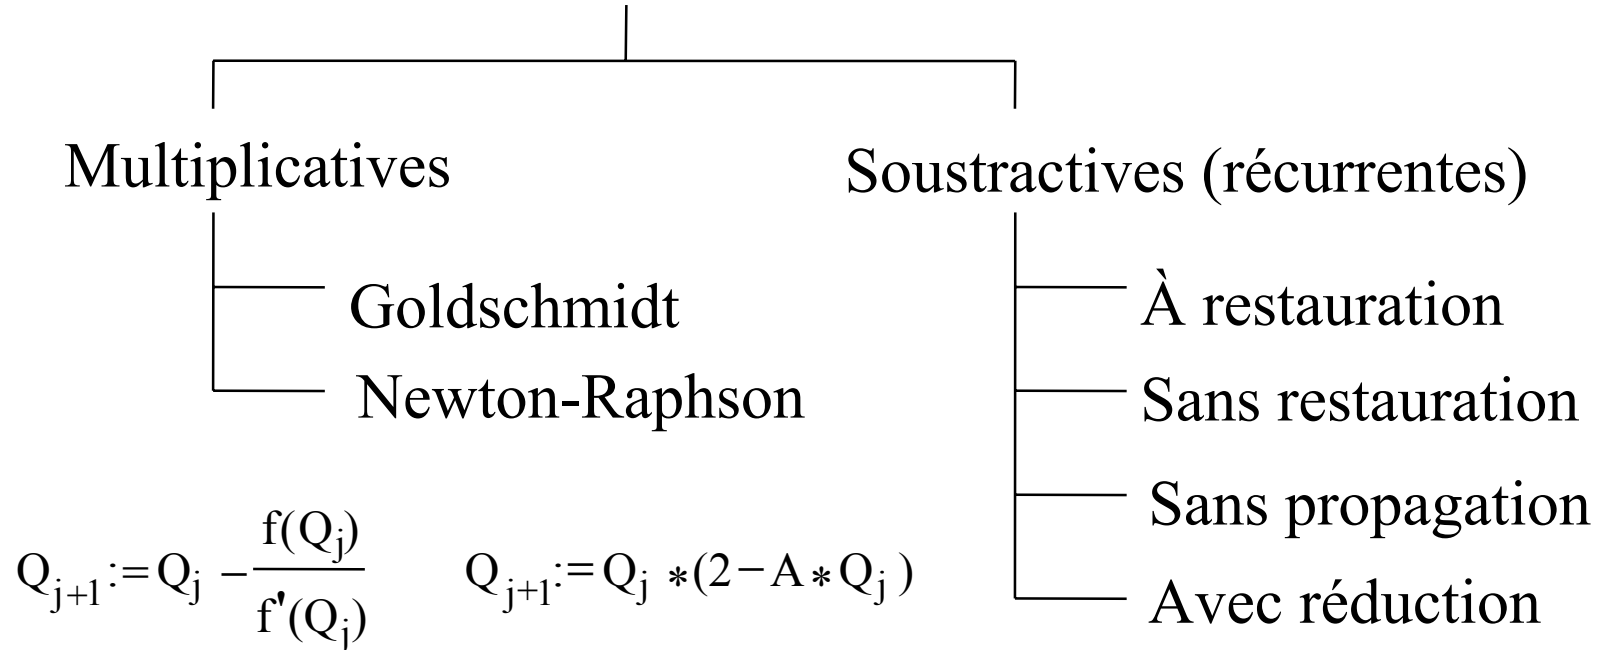 Multiplicatives
Soustractives (récurrentes)
Goldschmidt
Newton-Raphson
À restauration
Sans restauration
Sans propagation
Avec réduction
Q_{j+1} := Q_j − f(Q_j) / f'(Q_j)
Q_{j+1} := Q_j * (2 − A * Q_j)